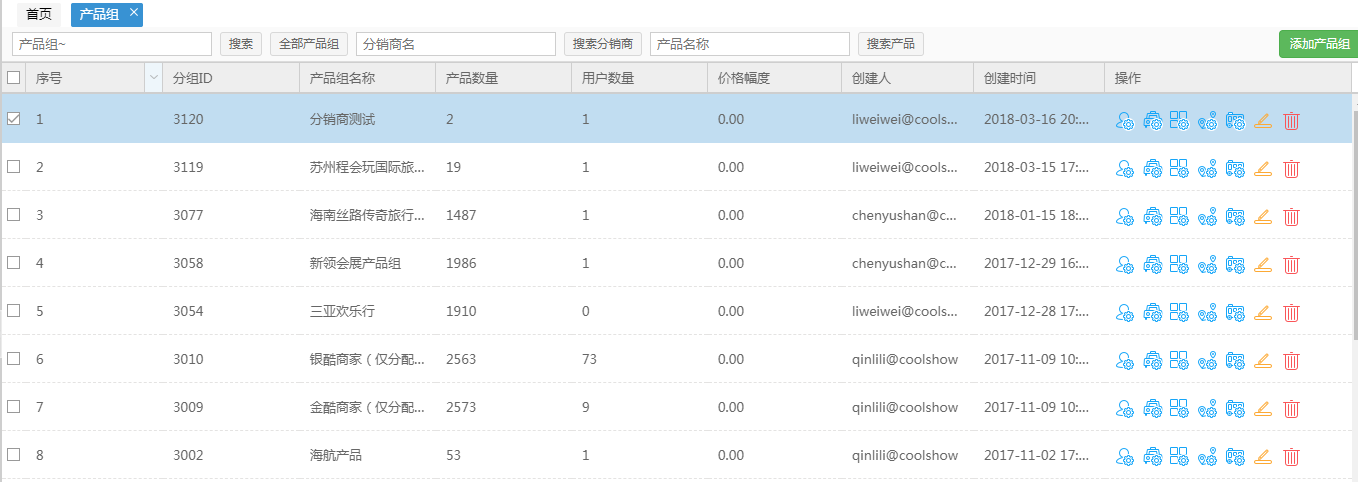 首页 产品组 ×
产品组~ 搜索 全部产品组 分销商名 搜索分销商 产品名称 搜索产品 添加产品组
序号 分组ID 产品组名称 产品数量 用户数量 价格幅度 创建人 创建时间 操作
1 3120 分销商测试 2 1 0.00 liweiwei@cools... 2018-03-16 20:...
2 3119 苏州程会玩国际旅... 19 1 0.00 liweiwei@cools... 2018-03-15 17:...
3 3077 海南丝路传奇旅行... 1487 1 0.00 chenyushan@c... 2018-01-15 18:...
4 3058 新领会展产品组 1986 1 0.00 chenyushan@c... 2017-12-29 16:...
5 3054 三亚欢乐行 1910 0 0.00 liweiwei@cools... 2017-12-28 17:...
6 3010 银酷商家（仅分配... 2563 73 0.00 qinlili@coolshow 2017-11-09 10:...
7 3009 金酷商家（仅分配... 2573 9 0.00 qinlili@coolshow 2017-11-09 10:...
8 3002 海航产品 53 1 0.00 qinlili@coolshow 2017-11-02 17:...